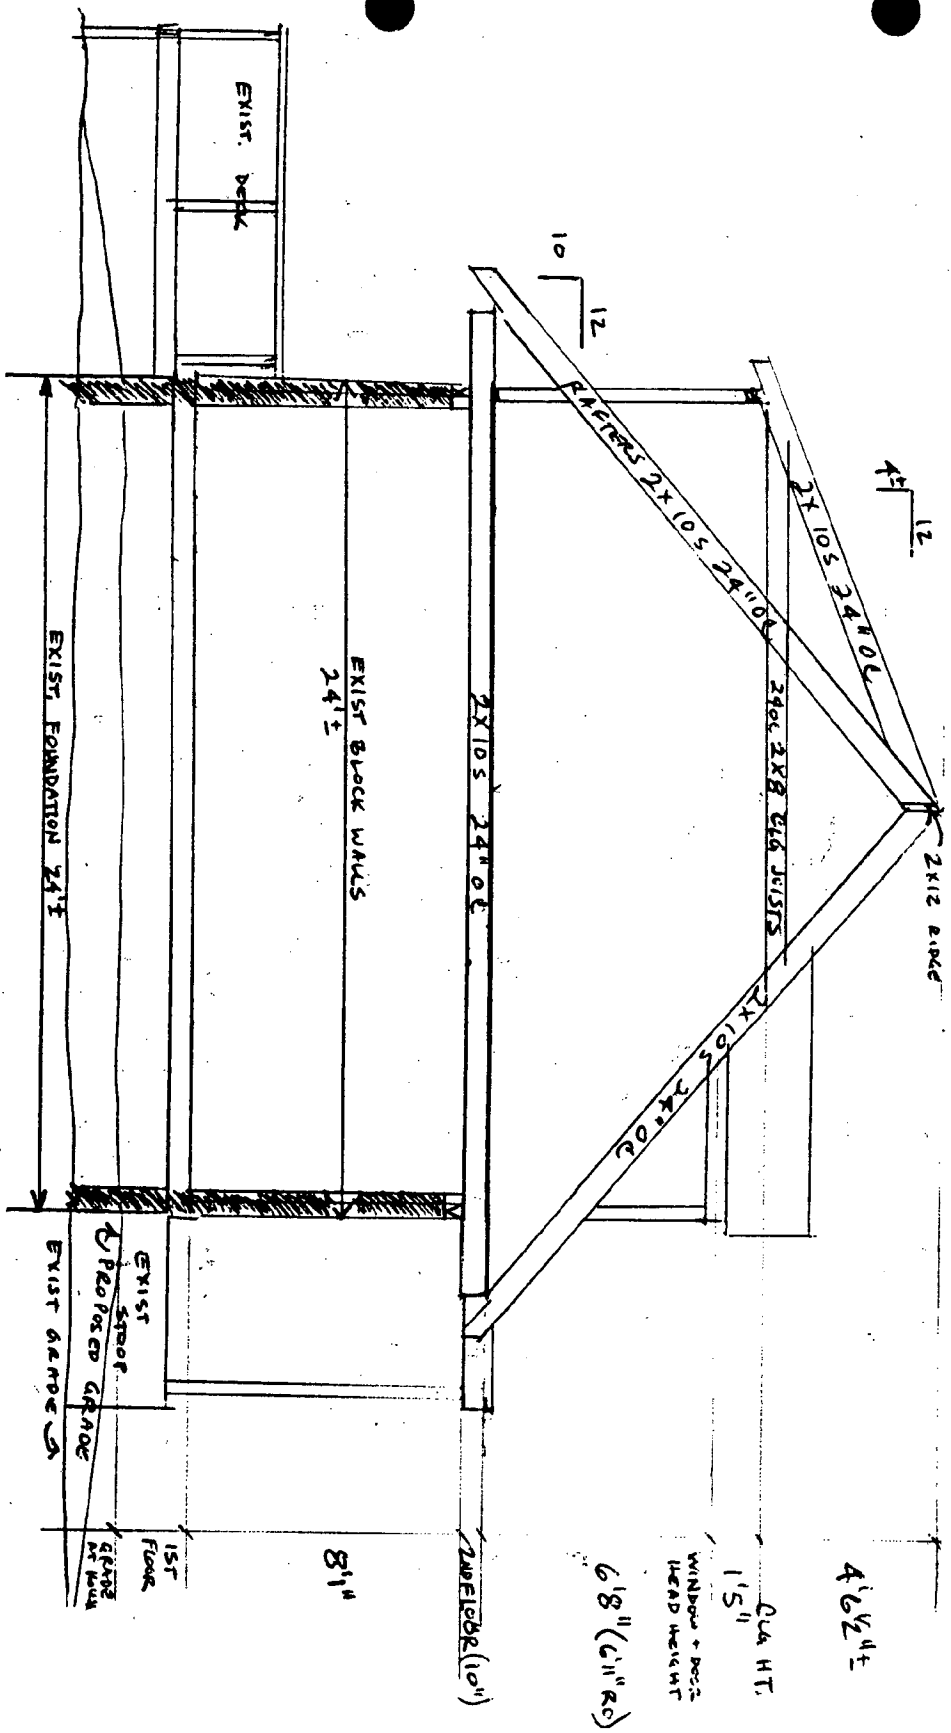 2X12 RIDGE
12
4±
2X10S 24" OC
24OC 2X8 CLG JOISTS
12
10
RAFTERS 2X10S 24" OC
2X10S 24" OC
2X10S 24" OC
EXIST BLOCK WALLS
24'±
EXIST. DECK
EXIST. FOUNDATION 24'±
EXIST
STOOP
PROPOSED GRADE
EXIST GRADE
4'6½"±
CLG HT.
1'5"
WINDOW + DOOR
HEAD HEIGHT
6'8" (6'11" RO)
2ND FLOOR (10")
8'1"
1ST
FLOOR
GRADE
AT HOUSE